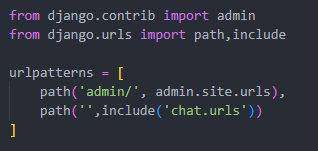 from django.contrib import admin
from django.urls import path,include
urlpatterns = [
    path('admin/', admin.site.urls),
    path('',include('chat.urls'))
]